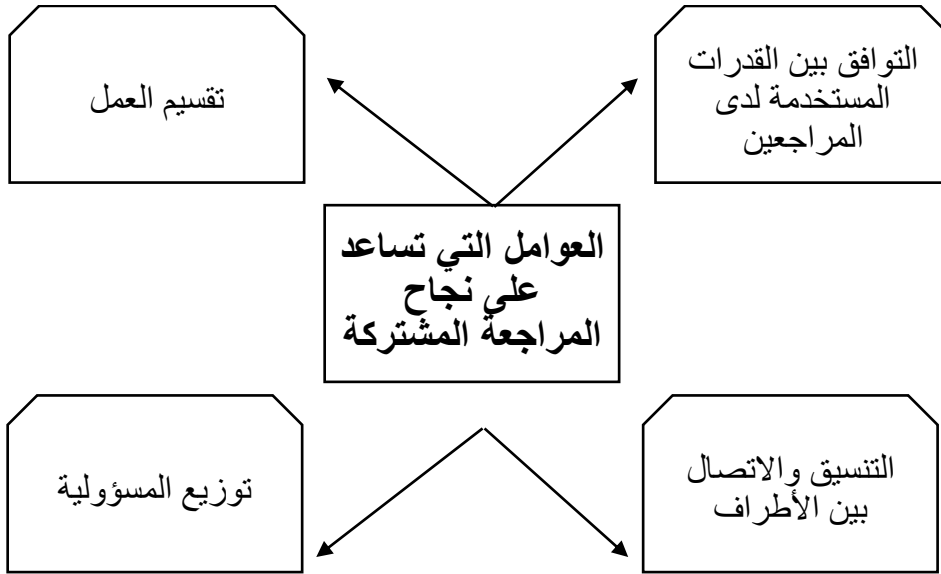 التوافق بين القدرات
المستخدمة لدى
المراجعين
تقسيم العمل
العوامل التي تساعد
على نجاح
المراجعة المشتركة
التنسيق والاتصال
بين الأطراف
توزيع المسؤولية